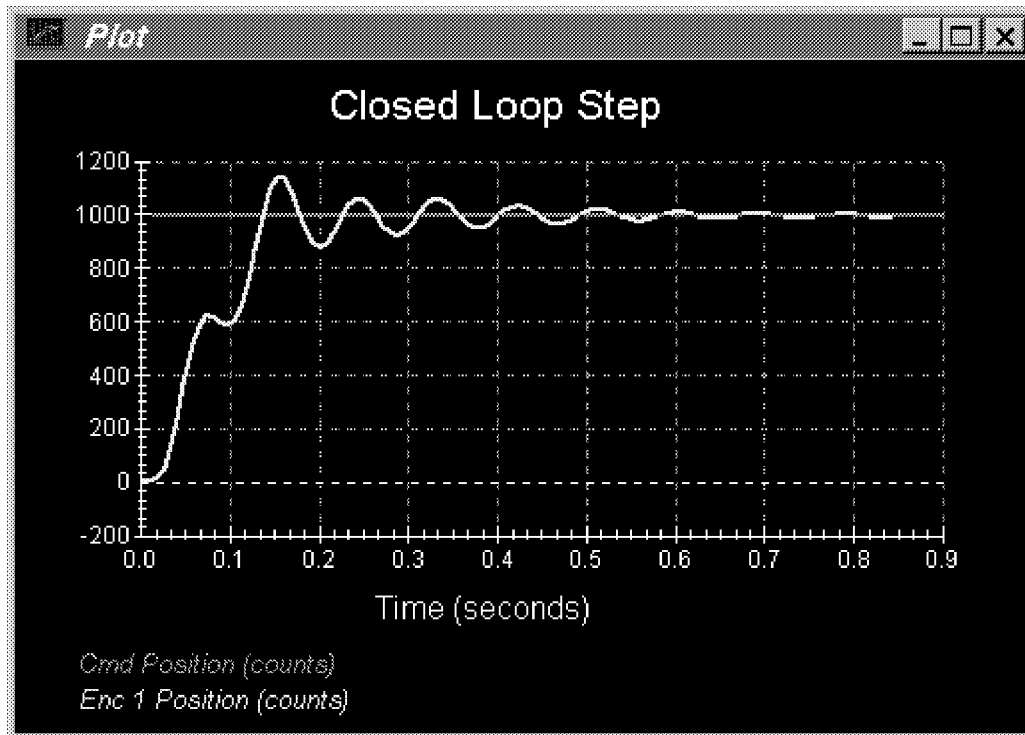 Plot
Closed Loop Step
1200
1000
800
600
400
200
0
-200
0.0 0.1 0.2 0.3 0.4 0.5 0.6 0.7 0.8 0.9
Time (seconds)
Cmd Position (counts)
Enc 1 Position (counts)